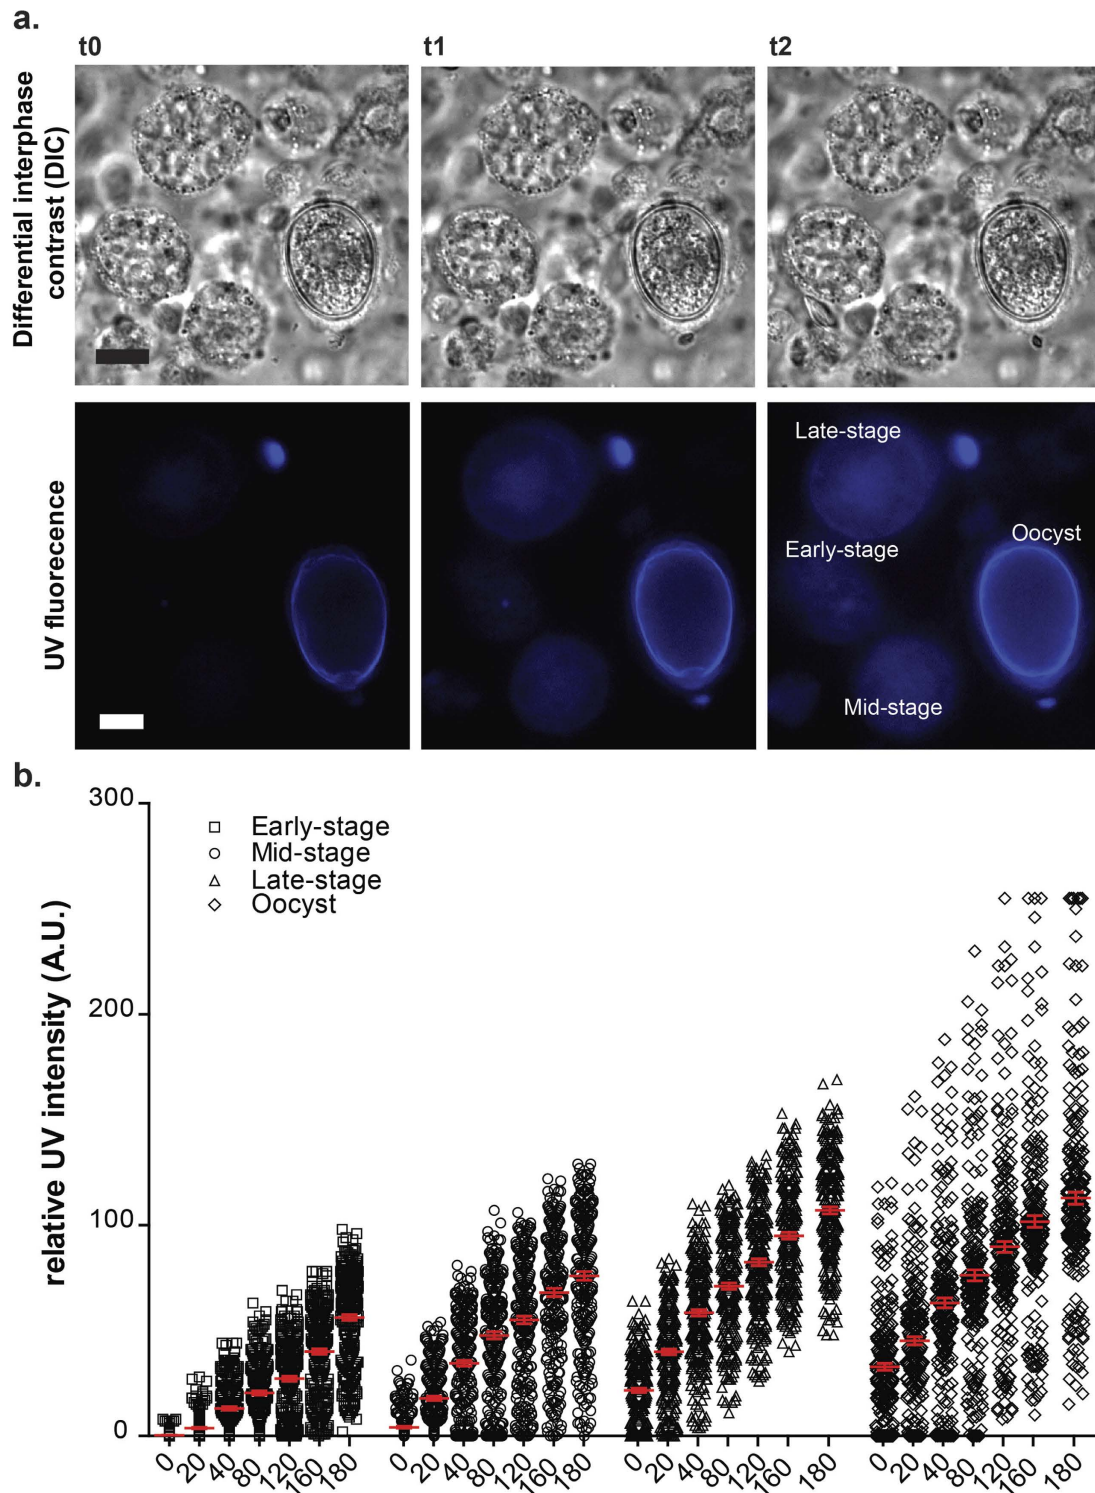 a.
t0 t1 t2
Differential interphase
contrast (DIC)
UV fluorecence
Late-stage
Early-stage
Oocyst
Mid-stage
b.
relative UV intensity (A.U.)
300
200
100
0
Early-stage
Mid-stage
Late-stage
Oocyst
0 20 40 80 120 160 180 0 20 40 80 120 160 180 0 20 40 80 120 160 180 0 20 40 80 120 160 180